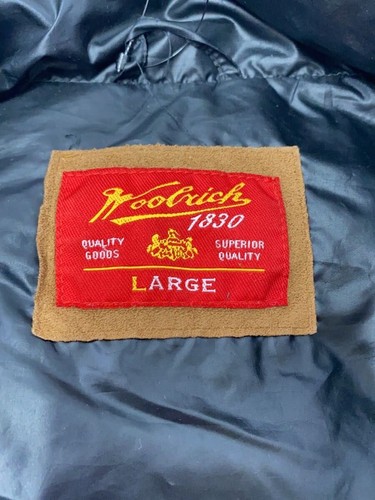 Woolrich
1830
QUALITY GOODS
SUPERIOR QUALITY
LARGE